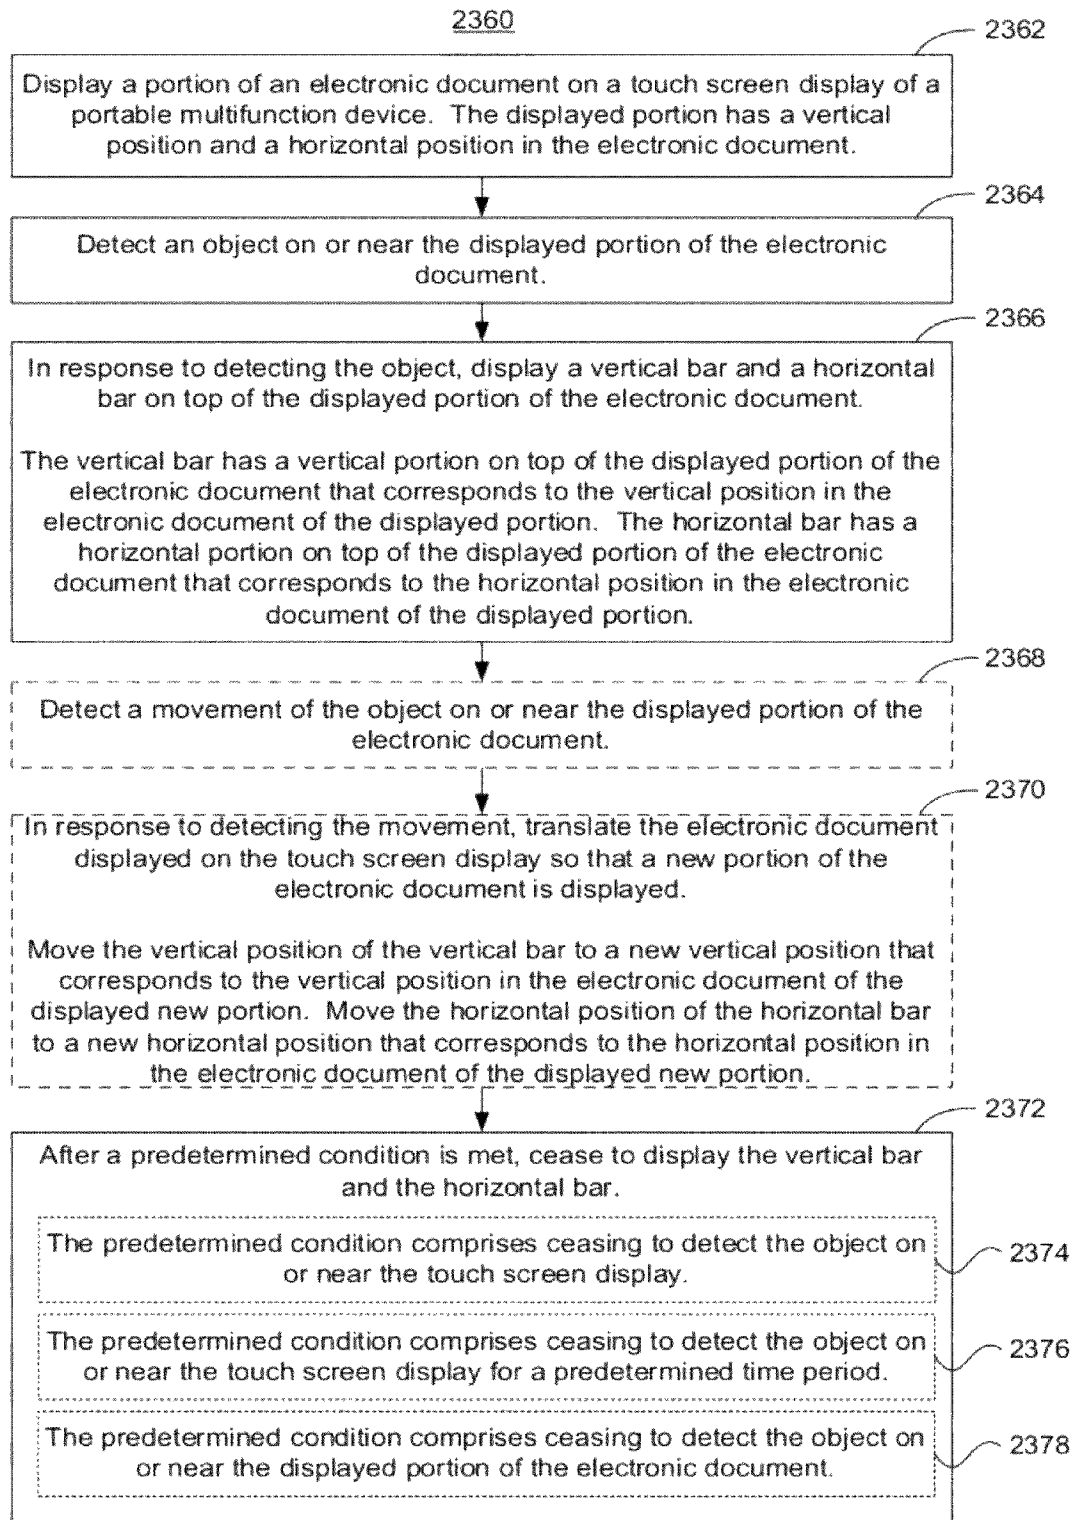 2360
2362
Display a portion of an electronic document on a touch screen display of a
portable multifunction device.  The displayed portion has a vertical
position and a horizontal position in the electronic document.
2364
Detect an object on or near the displayed portion of the electronic
document.
2366
In response to detecting the object, display a vertical bar and a horizontal
bar on top of the displayed portion of the electronic document.
The vertical bar has a vertical portion on top of the displayed portion of the
electronic document that corresponds to the vertical position in the
electronic document of the displayed portion.  The horizontal bar has a
horizontal portion on top of the displayed portion of the electronic
document that corresponds to the horizontal position in the electronic
document of the displayed portion.
2368
Detect a movement of the object on or near the displayed portion of the
electronic document.
2370
In response to detecting the movement, translate the electronic document
displayed on the touch screen display so that a new portion of the
electronic document is displayed.
Move the vertical position of the vertical bar to a new vertical position that
corresponds to the vertical position in the electronic document of the
displayed new portion.  Move the horizontal position of the horizontal bar
to a new horizontal position that corresponds to the horizontal position in
the electronic document of the displayed new portion.
2372
After a predetermined condition is met, cease to display the vertical bar
and the horizontal bar.
The predetermined condition comprises ceasing to detect the object on
or near the touch screen display.
2374
The predetermined condition comprises ceasing to detect the object on
or near the touch screen display for a predetermined time period.
2376
The predetermined condition comprises ceasing to detect the object on
or near the displayed portion of the electronic document.
2378